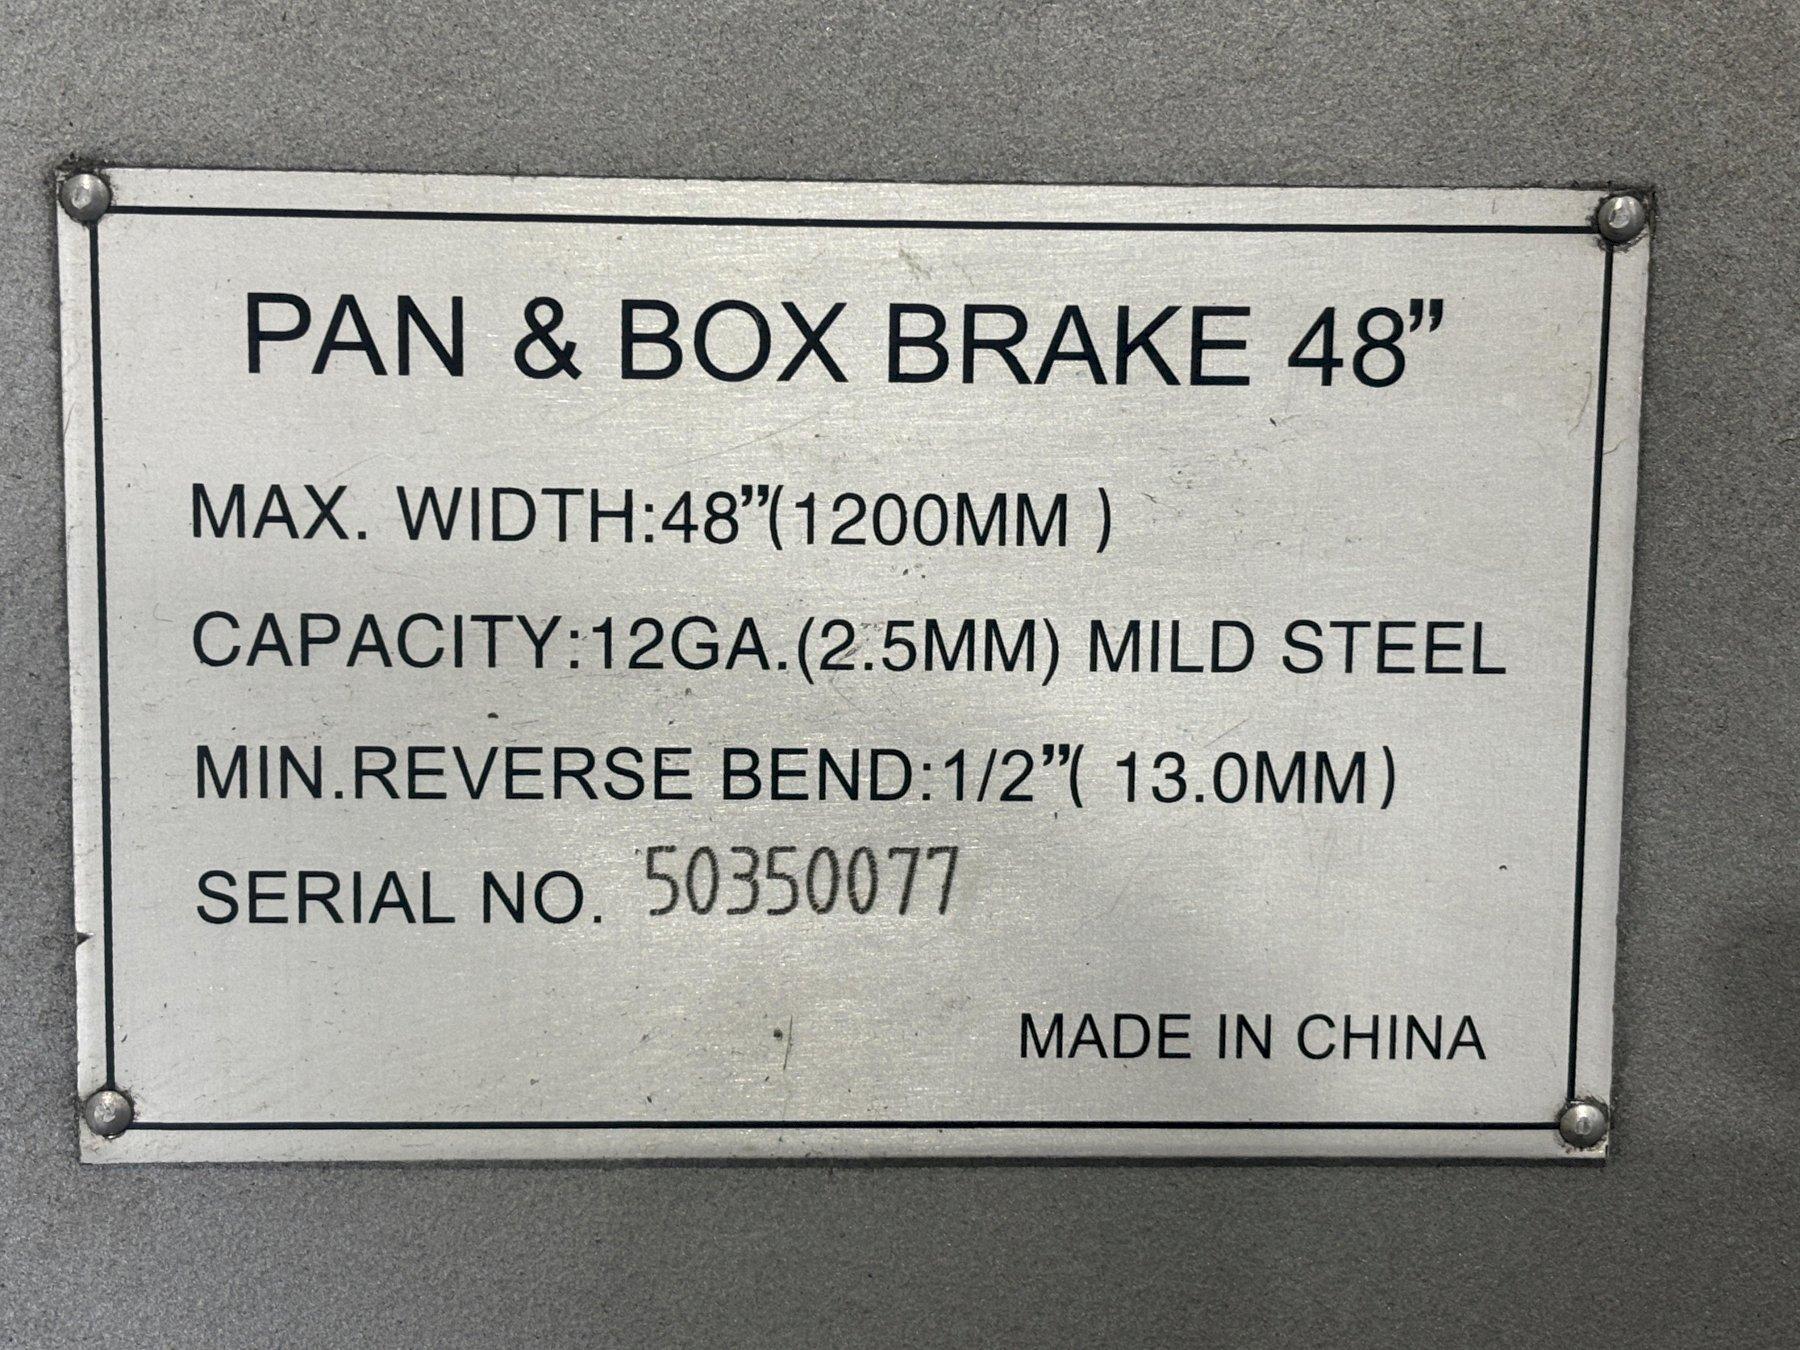 PAN & BOX BRAKE 48”
MAX. WIDTH:48”(1200MM )
CAPACITY:12GA.(2.5MM) MILD STEEL
MIN.REVERSE BEND:1/2”( 13.0MM)
SERIAL NO. 50350077
MADE IN CHINA